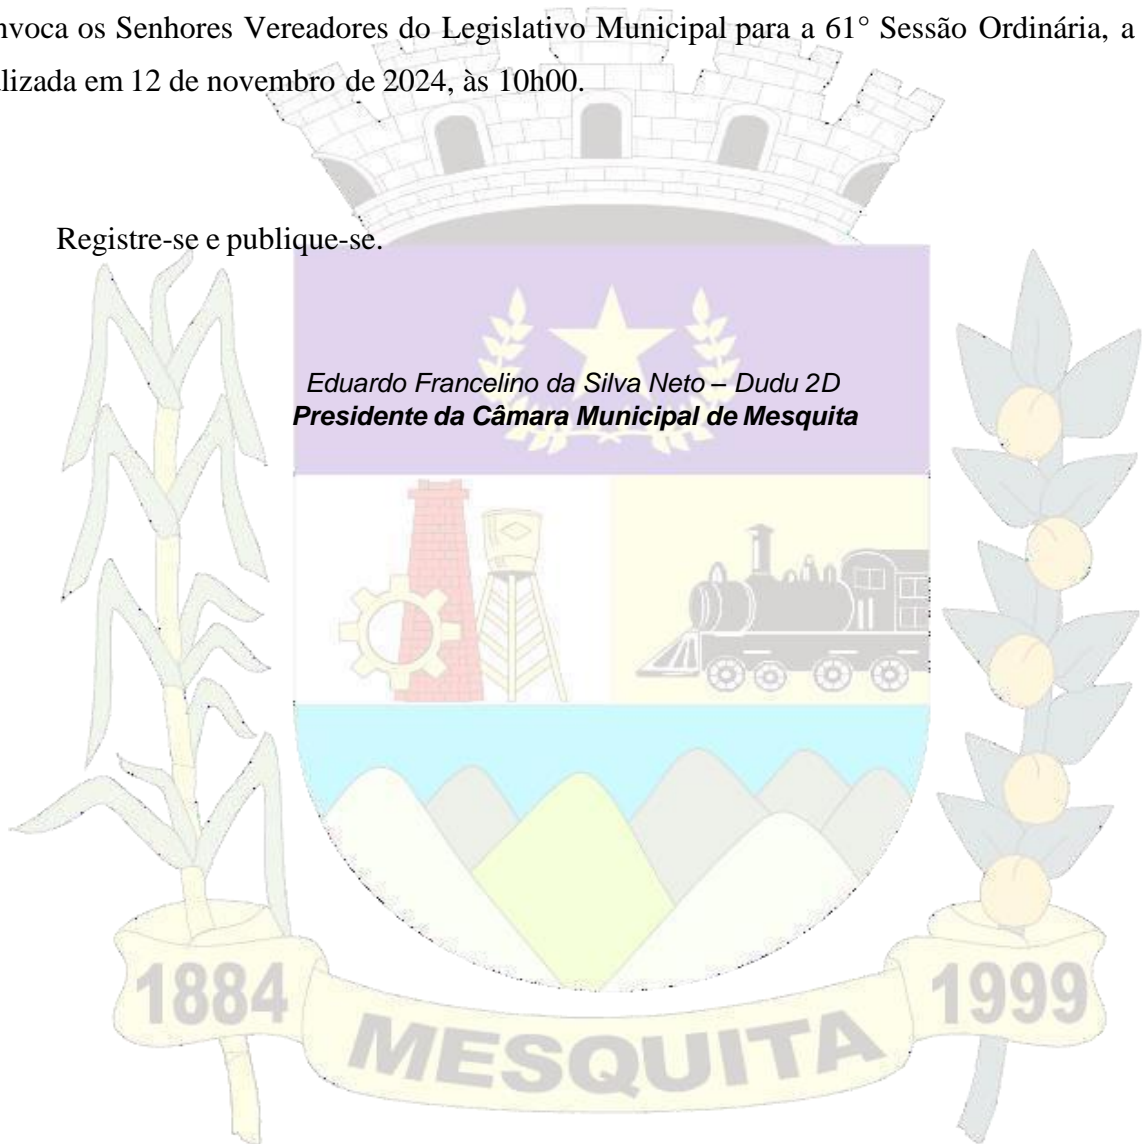 nvoca os Senhores Vereadores do Legislativo Municipal para a 61° Sessão Ordinária, a
lizada em 12 de novembro de 2024, às 10h00.
Registre-se e publique-se.
Eduardo Francelino da Silva Neto – Dudu 2D
Presidente da Câmara Municipal de Mesquita
1884
MESQUITA
1999